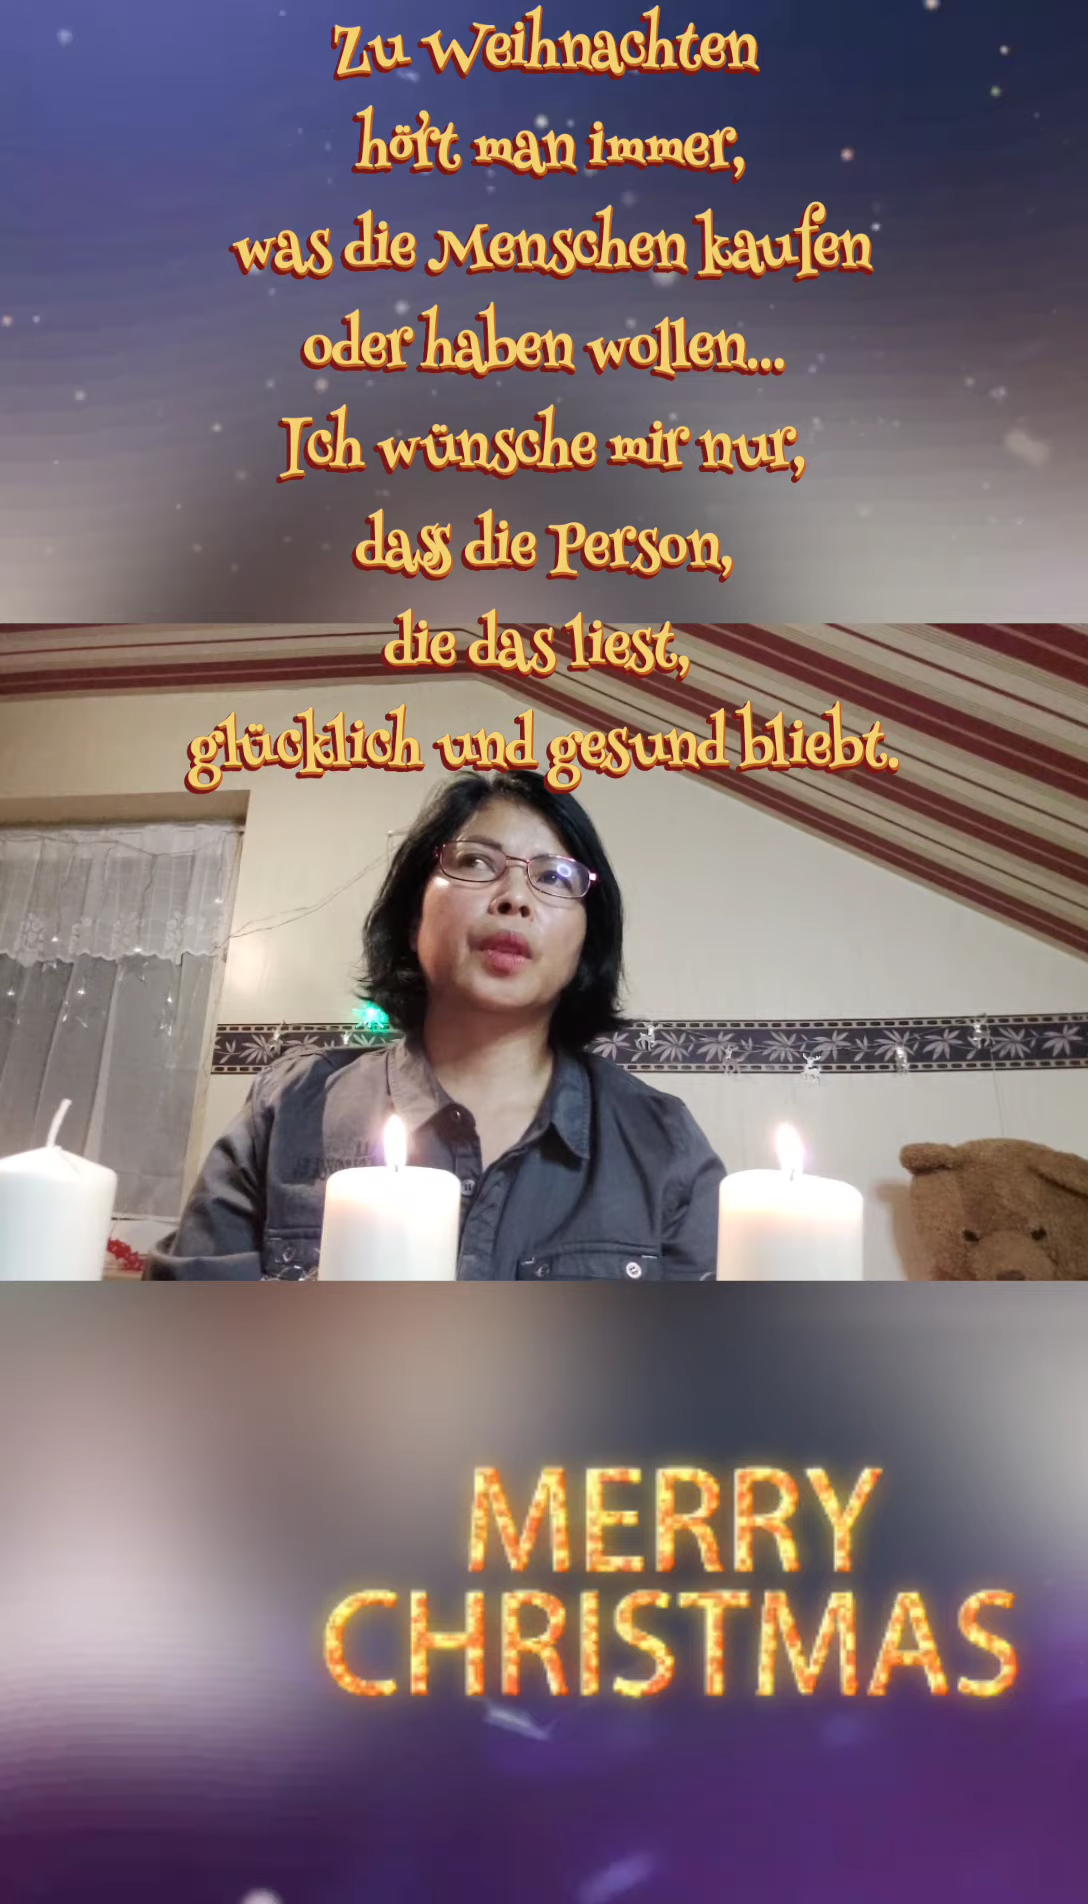 Zu Weihnachten
hört man immer,
was die Menschen kaufen
oder haben wollen...
Ich wünsche mir nur,
dass die Person,
die das liest,
glücklich und gesund bliebt.
MERRY
CHRISTMAS